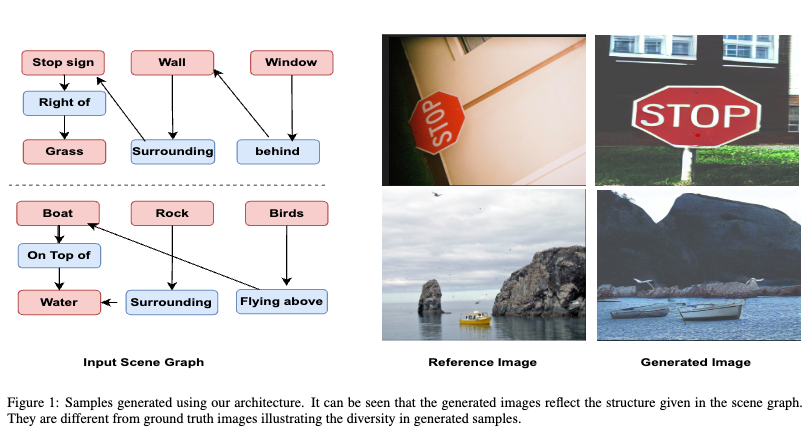 Stop sign
Wall
Window
Right of
Grass
Surrounding
behind
STOP
STOP
Boat
Rock
Birds
On Top of
Water
Surrounding
Flying above
Input Scene Graph
Reference Image
Generated Image
Figure 1: Samples generated using our architecture. It can be seen that the generated images reflect the structure given in the scene graph.
They are different from ground truth images illustrating the diversity in generated samples.